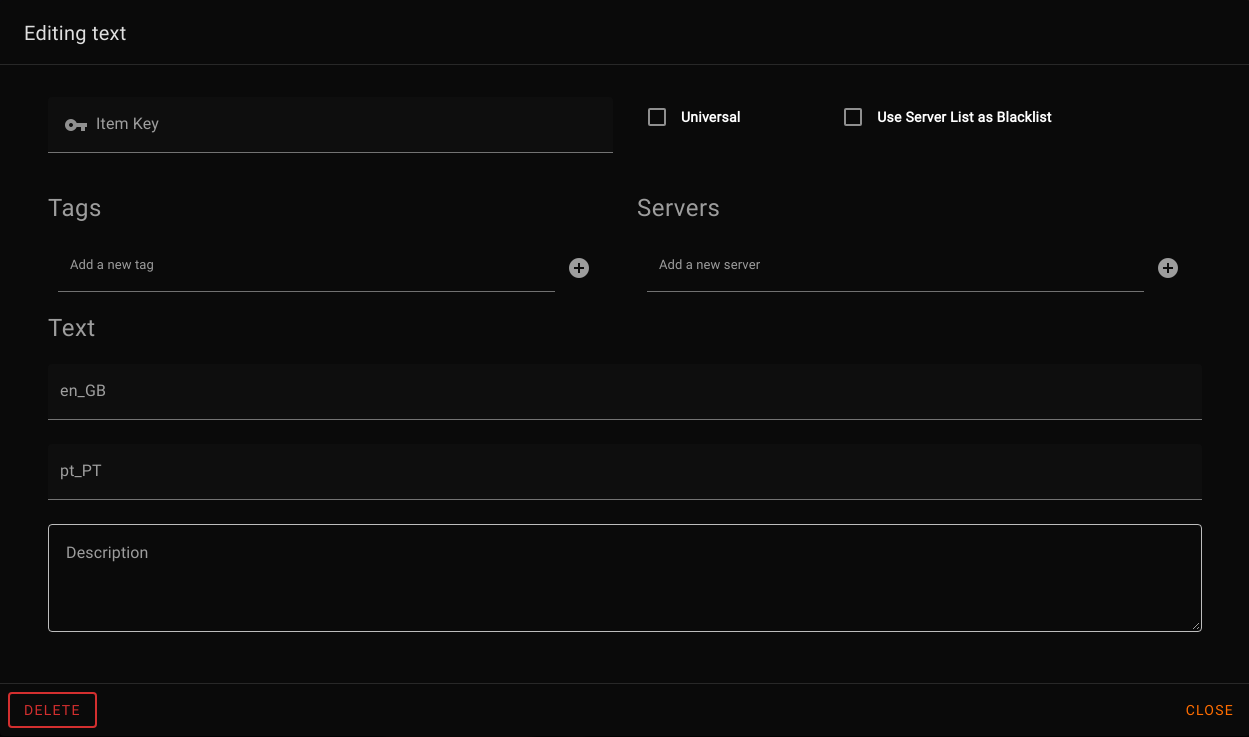 Editing text
Item Key
Universal
Use Server List as Blacklist
Tags
Servers
Add a new tag
Add a new server
Text
en_GB
pt_PT
Description
DELETE
CLOSE